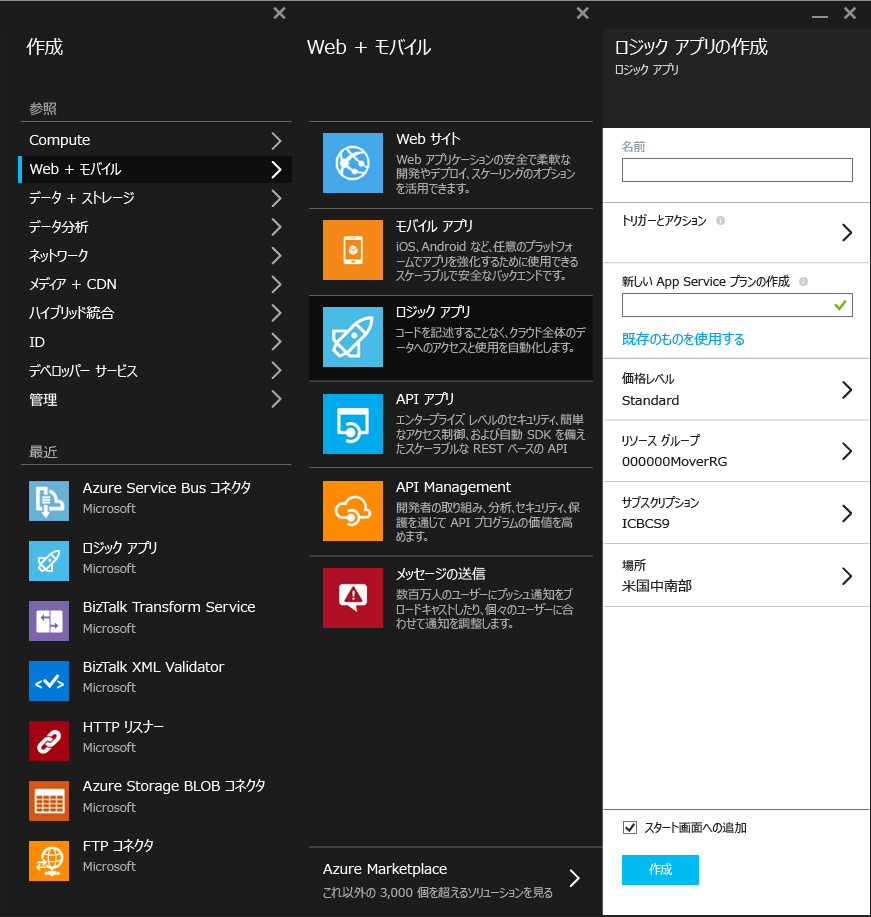 作成
参照
Compute
Web + モバイル
データ + ストレージ
データ分析
ネットワーク
メディア + CDN
ハイブリッド統合
ID
デベロッパー サービス
管理
最近
Azure Service Bus コネクタ
Microsoft
ロジック アプリ
Microsoft
BizTalk Transform Service
Microsoft
BizTalk XML Validator
Microsoft
HTTP リスナー
Microsoft
Azure Storage BLOB コネクタ
Microsoft
FTP コネクタ
Microsoft
Web + モバイル
Web サイト
Web アプリケーションの安全で柔軟な
開発やデプロイ、スケーリングのオプション
を活用できます。
モバイル アプリ
iOS、Android など、任意のプラットフォ
ームでアプリを強化するために使用できる
スケーラブルで安全なバックエンドです。
ロジック アプリ
コードを記述することなく、クラウド全体のデ
ータへのアクセスと使用を自動化します。
API アプリ
エンタープライズ レベルのセキュリティ、簡単
なアクセス制御、および自動 SDK を備え
たスケーラブルな REST ベースの API
API Management
開発者の取り組み、分析、セキュリティ、保
護を通じて API プログラムの価値を高
めます。
メッセージの送信
数百万人のユーザーにプッシュ通知をブ
ロードキャストしたり、個々のユーザーに合
わせて通知を調整します。
Azure Marketplace
これ以外の 3,000 個を超えるソリューションを見る
ロジック アプリの作成
ロジック アプリ
名前
トリガーとアクション
新しい App Service プランの作成
既存のものを使用する
価格レベル
Standard
リソース グループ
000000MoverRG
サブスクリプション
ICBCS9
場所
米国中南部
スタート画面への追加
作成